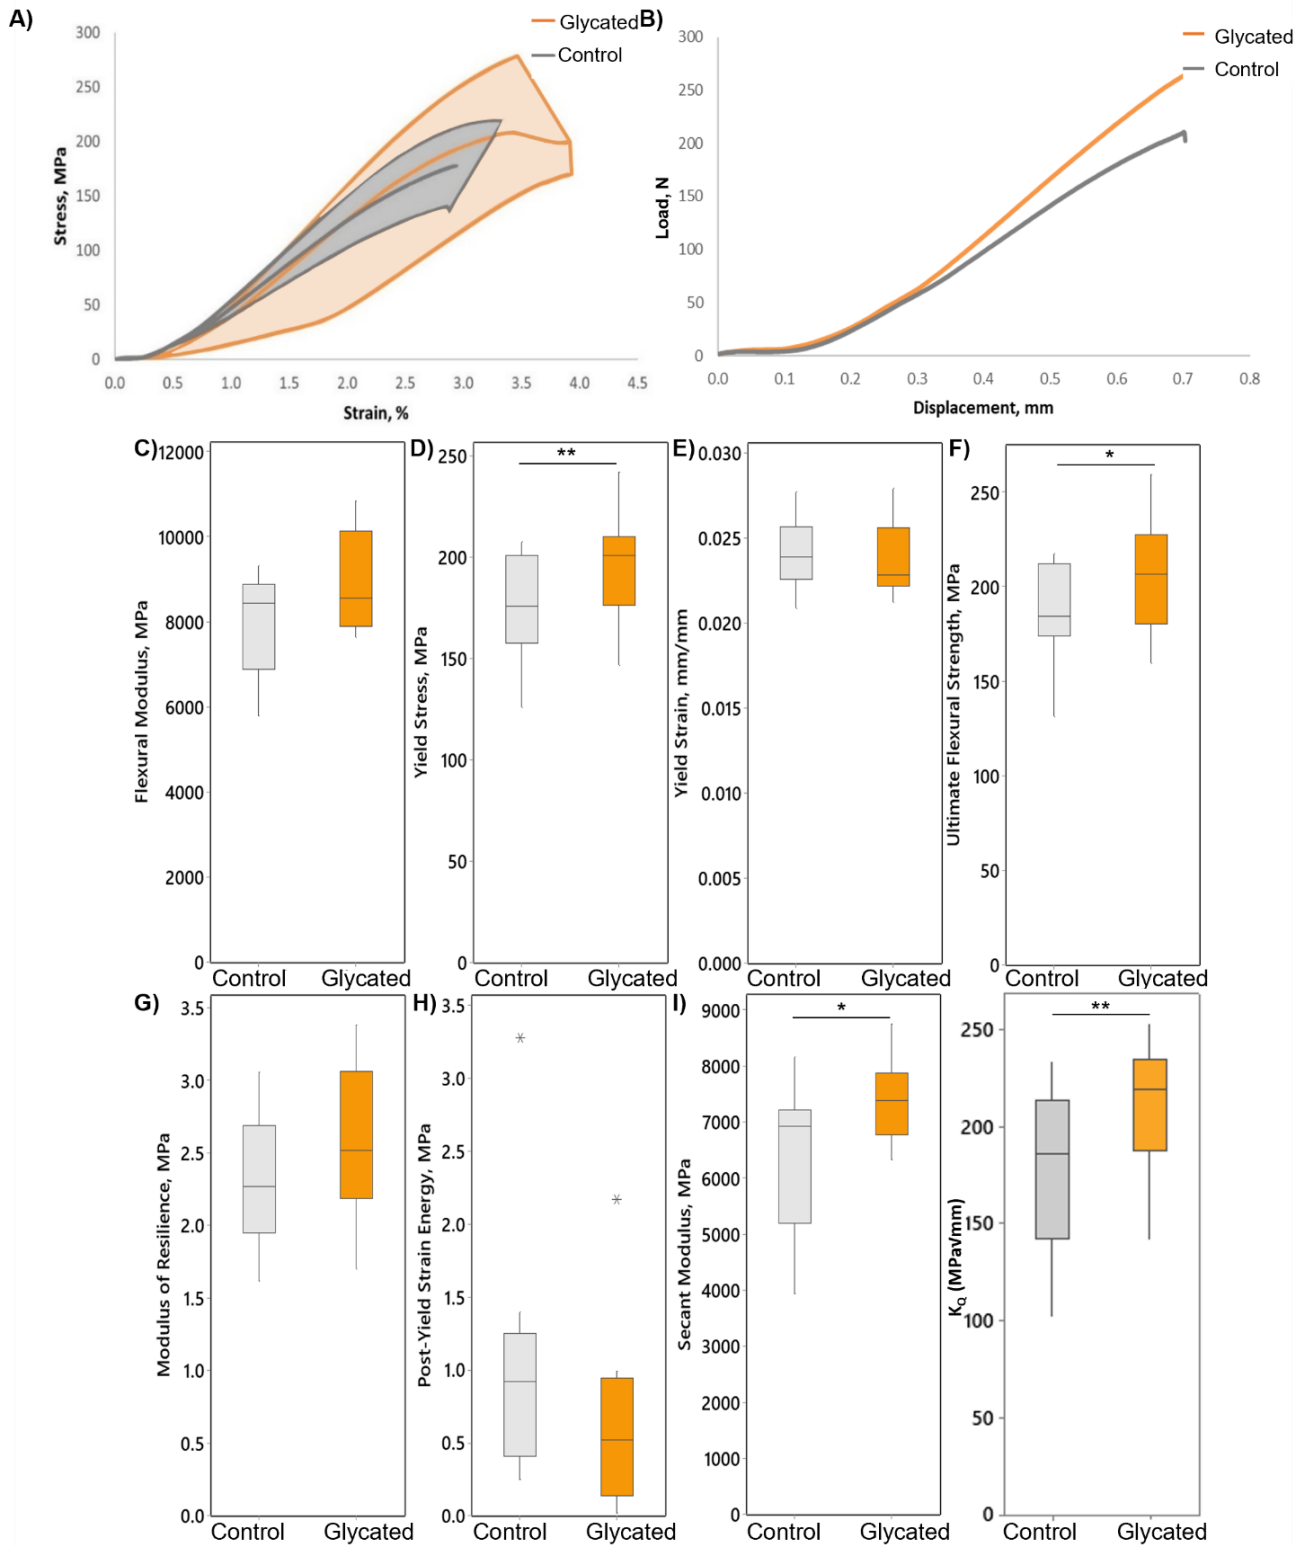 A)
Glycated
Control
300
250
200
150
100
50
0
Stress, MPa
0.0 0.5 1.0 1.5 2.0 2.5 3.0 3.5 4.0 4.5
Strain, %
B)
Glycated
Control
300
250
200
150
100
50
0
Load, N
0.0 0.1 0.2 0.3 0.4 0.5 0.6 0.7 0.8
Displacement, mm
C)
12000
10000
8000
6000
4000
2000
0
Flexural Modulus, MPa
Control Glycated
D)
**
250
200
150
100
50
0
Yield Stress, MPa
Control Glycated
E)
0.030
0.025
0.020
0.015
0.010
0.005
0.000
Yield Strain, mm/mm
Control Glycated
F)
*
250
200
150
100
50
0
Ultimate Flexural Strength, MPa
Control Glycated
G)
3.5
3.0
2.5
2.0
1.5
1.0
0.5
0.0
Modulus of Resilience, MPa
Control Glycated
H)
3.5
3.0
2.5
2.0
1.5
1.0
0.5
0.0
Post-Yield Strain Energy, MPa
Control Glycated
I)
*
9000
8000
7000
6000
5000
4000
3000
2000
1000
0
Secant Modulus, MPa
Control Glycated
**
250
200
150
100
50
0
KQ (MPa√mm)
Control Glycated